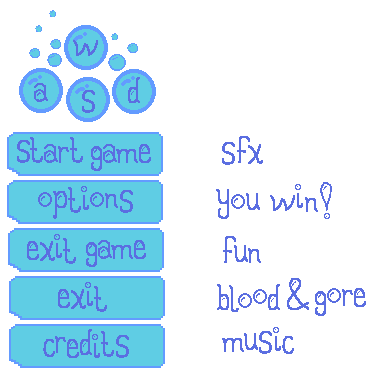 w
a s d
start game
options
exit game
exit
credits
sfx
you win!
fun
blood & gore
music